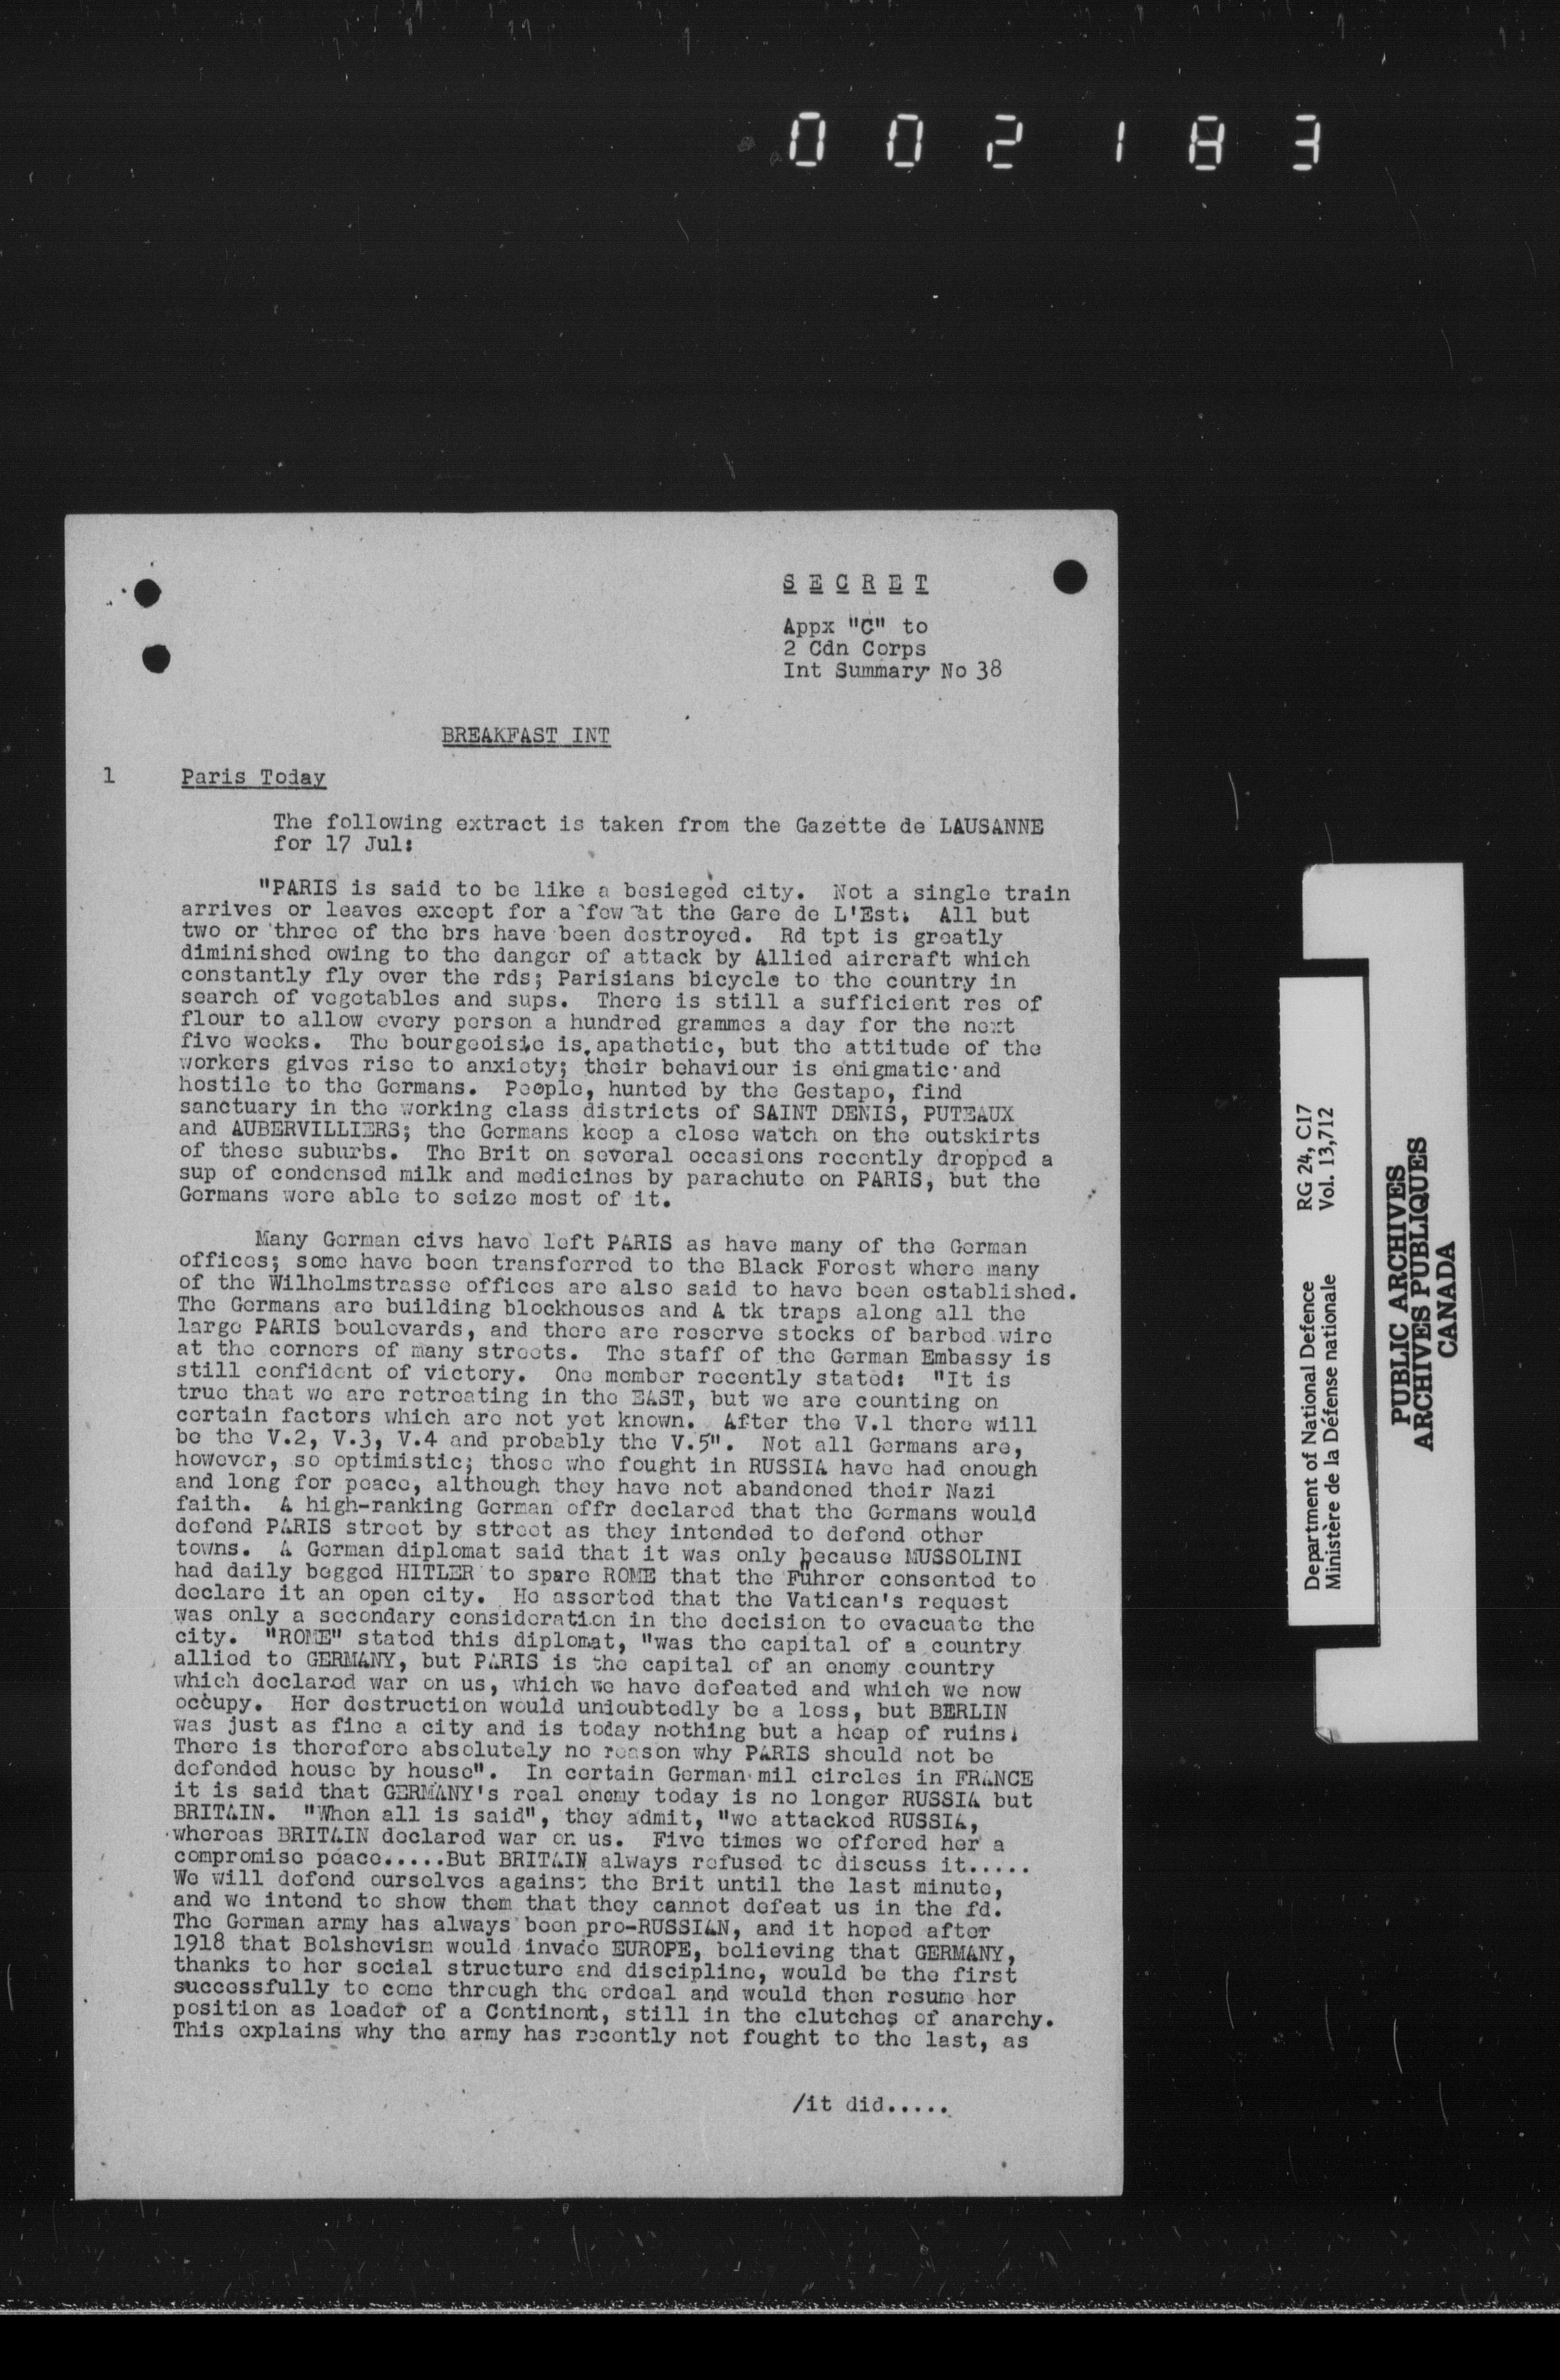 002183
SECRET
Appx "C" to
2 Cdn Corps
Int Summary No 38
BREAKFAST INT
1 Paris Today
The following extract is taken from the Gazette de LAUSANNE
for 17 Jul:
"PARIS is said to be like a besieged city. Not a single train
arrives or leaves except for a few at the Gare de L'Est. All but
two or three of the brs have been destroyed. Rd tpt is greatly
diminished owing to the danger of attack by Allied aircraft which
constantly fly over the rds; Parisians bicycle to the country in
search of vegetables and sups. There is still a sufficient res of
flour to allow every person a hundred grammes a day for the next
five weeks. The bourgeoisie is apathetic, but the attitude of the
workers gives rise to anxiety; their behaviour is enigmatic and
hostile to the Germans. People, hunted by the Gestapo, find
sanctuary in the working class districts of SAINT DENIS, PUTEAUX
and AUBERVILLIERS; the Germans keep a close watch on the outskirts
of these suburbs. The Brit on several occasions recently dropped a
sup of condensed milk and medicines by parachute on PARIS, but the
Germans were able to seize most of it.
Many German civs have left PARIS as have many of the German
offices; some have been transferred to the Black Forest where many
of the Wilhelmstrasse offices are also said to have been established.
The Germans are building blockhouses and A tk traps along all the
large PARIS boulevards, and there are reserve stocks of barbed wire
at the corners of many streets. The staff of the German Embassy is
still confident of victory. One member recently stated: "It is
true that we are retreating in the EAST, but we are counting on
certain factors which are not yet known. After the V.1 there will
be the V.2, V.3, V.4 and probably the V.5". Not all Germans are,
however, so optimistic; those who fought in RUSSIA have had enough
and long for peace, although they have not abandoned their Nazi
faith. A high-ranking German offr declared that the Germans would
defend PARIS street by street as they intended to defend other
towns. A German diplomat said that it was only because MUSSOLINI
had daily begged HITLER to spare ROME that the Führer consented to
declare it an open city. He asserted that the Vatican's request
was only a secondary consideration in the decision to evacuate the
city. "ROME" stated this diplomat, "was the capital of a country
allied to GERMANY, but PARIS is the capital of an enemy country
which declared war on us, which we have defeated and which we now
occupy. Her destruction would undoubtedly be a loss, but BERLIN
was just as fine a city and is today nothing but a heap of ruins.
There is therefore absolutely no reason why PARIS should not be
defended house by house". In certain German mil circles in FRANCE
it is said that GERMANY's real enemy today is no longer RUSSIA but
BRITAIN. "When all is said", they admit, "we attacked RUSSIA,
whereas BRITAIN declared war on us. Five times we offered her a
compromise peace.....But BRITAIN always refused to discuss it.....
We will defend ourselves against the Brit until the last minute,
and we intend to show them that they cannot defeat us in the fd.
The German army has always been pro-RUSSIAN, and it hoped after
1918 that Bolshevism would invade EUROPE, believing that GERMANY,
thanks to her social structure and discipline, would be the first
successfully to come through the ordeal and would then resume her
position as leader of a Continent, still in the clutches of anarchy.
This explains why the army has recently not fought to the last, as
/it did.....
Department of National Defence RG 24, C17
Ministère de la Défense nationale Vol. 13,712
PUBLIC ARCHIVES
ARCHIVES PUBLIQUES
CANADA